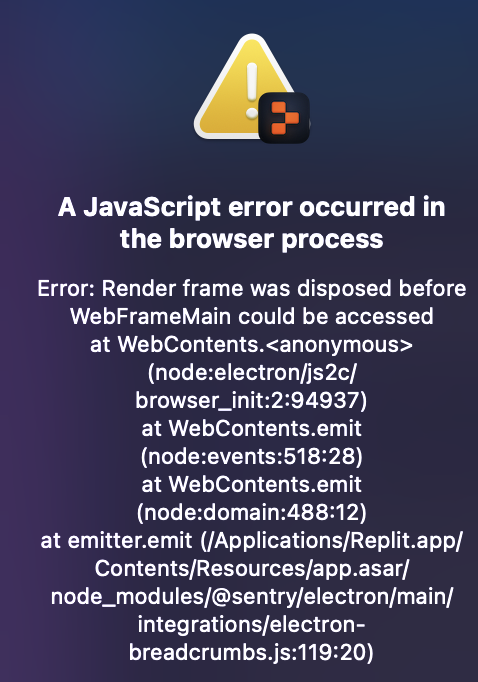 A JavaScript error occurred in
the browser process
Error: Render frame was disposed before
WebFrameMain could be accessed
at WebContents.<anonymous>
(node:electron/js2c/
browser_init:2:94937)
at WebContents.emit
(node:events:518:28)
at WebContents.emit
(node:domain:488:12)
at emitter.emit (/Applications/Replit.app/
Contents/Resources/app.asar/
node_modules/@sentry/electron/main/
integrations/electron-
breadcrumbs.js:119:20)